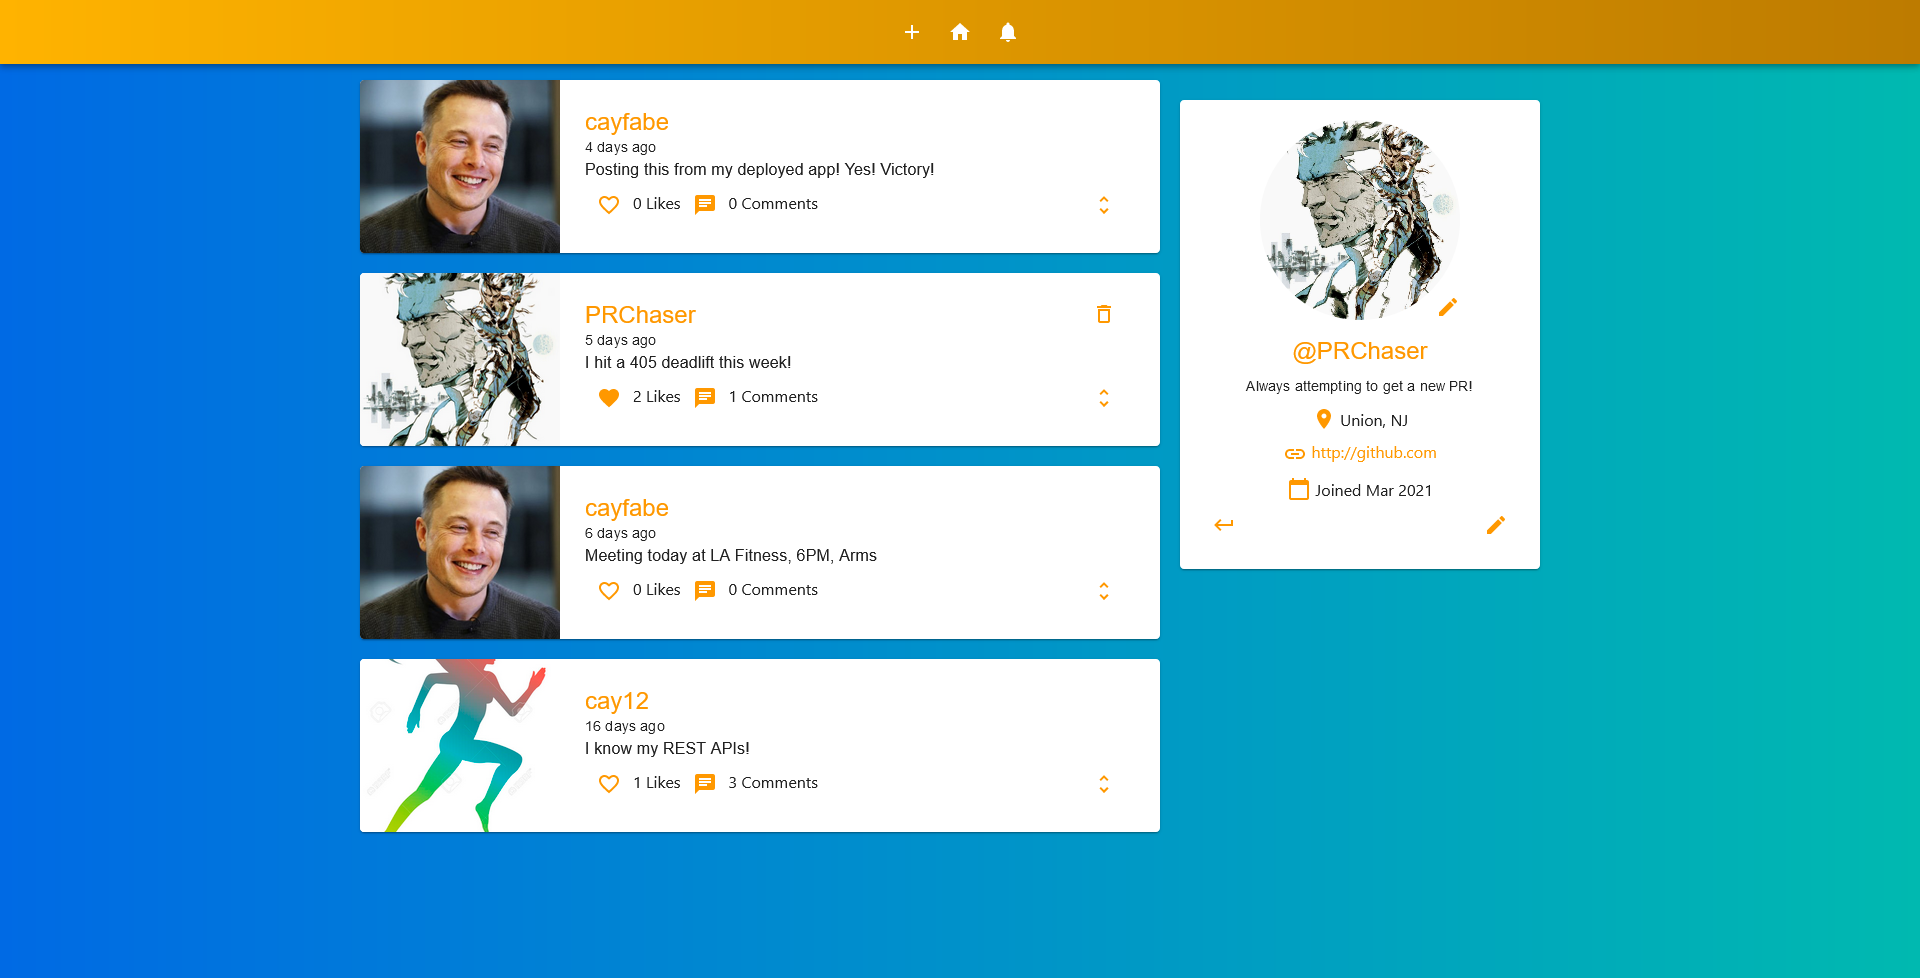 cayfabe
4 days ago
Posting this from my deployed app! Yes! Victory!
0 Likes 0 Comments
PRChaser
5 days ago
I hit a 405 deadlift this week!
2 Likes 1 Comments
cayfabe
6 days ago
Meeting today at LA Fitness, 6PM, Arms
0 Likes 0 Comments
cay12
16 days ago
I know my REST APIs!
1 Likes 3 Comments
@PRChaser
Always attempting to get a new PR!
Union, NJ
http://github.com
Joined Mar 2021